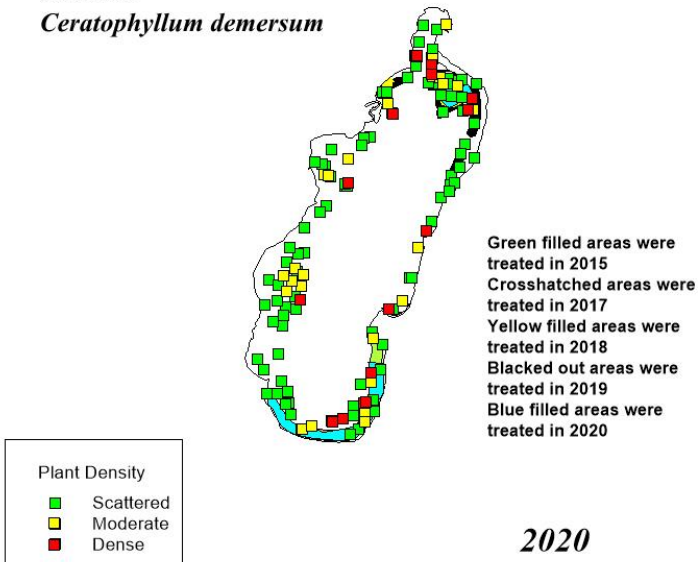 Ceratophyllum demersum
Green filled areas were
treated in 2015
Crosshatched areas were
treated in 2017
Yellow filled areas were
treated in 2018
Blacked out areas were
treated in 2019
Blue filled areas were
treated in 2020
Plant Density
Scattered
Moderate
Dense
2020